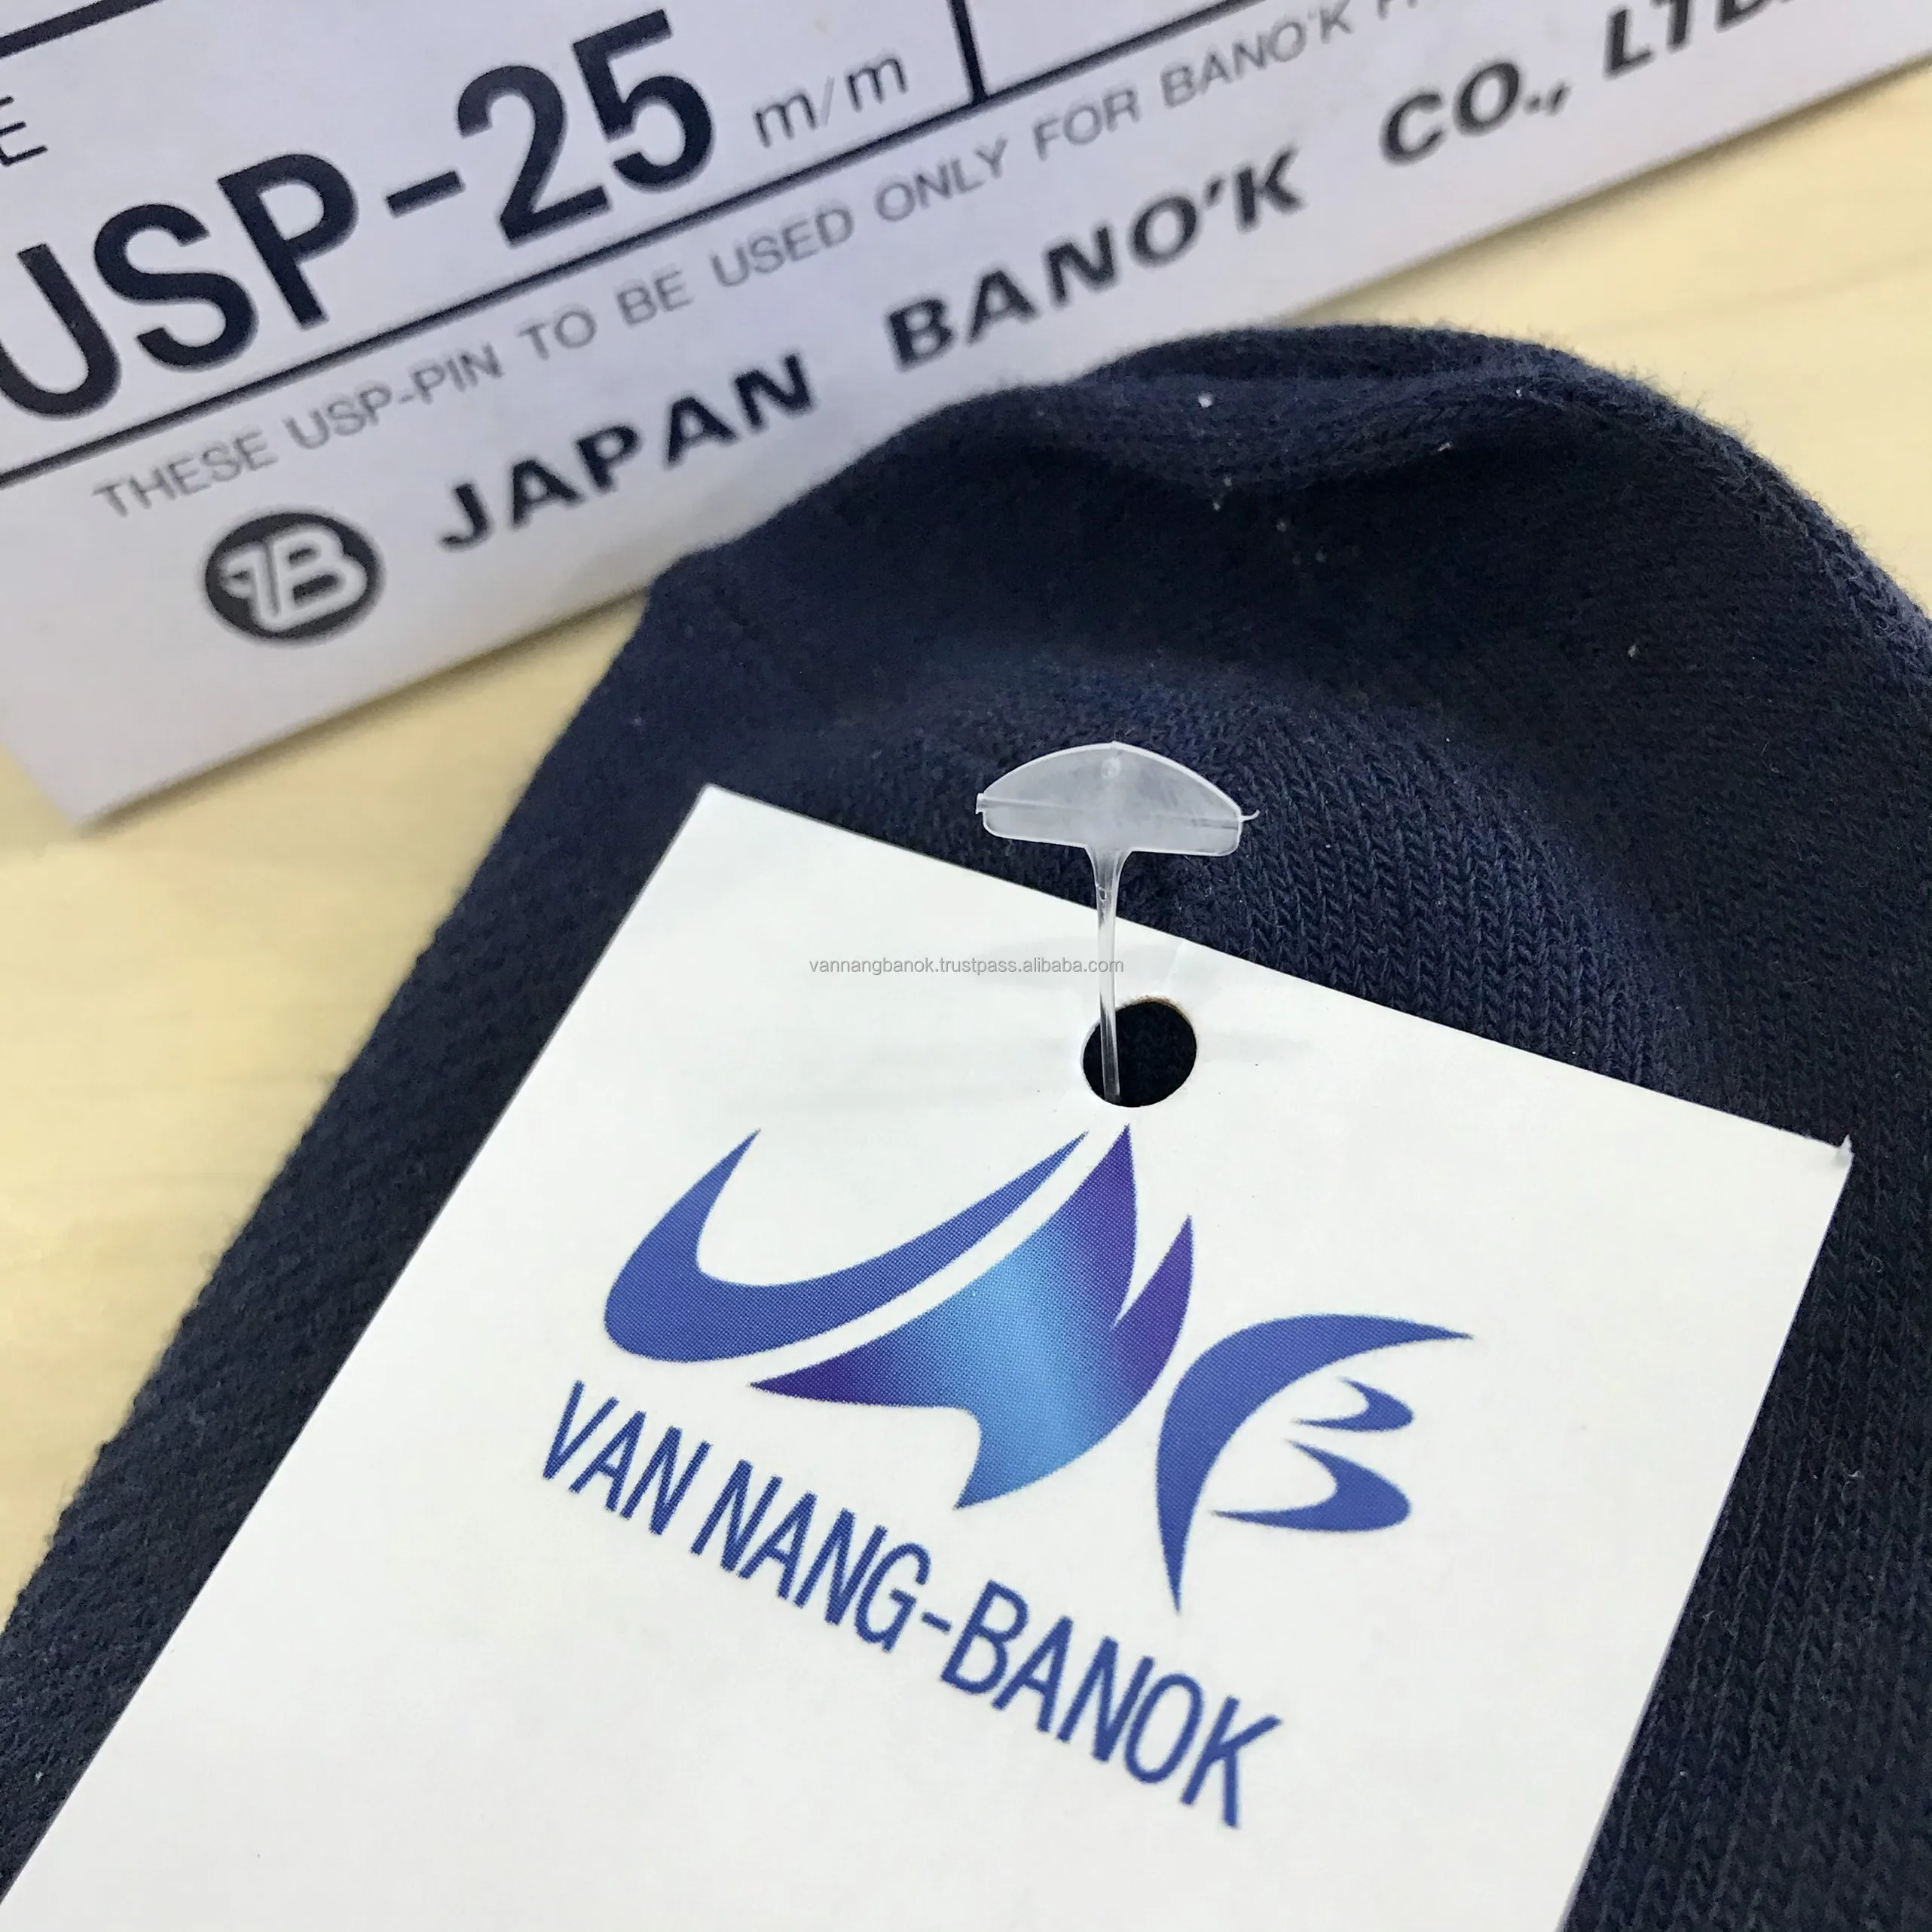 E
USP-25 m/m
THESE USP-PIN TO BE USED ONLY FOR BANO'K
JB JAPAN BANO'K CO., LTD.
vannangbanok.trustpass.alibaba.com
VAN NANG-BANOK